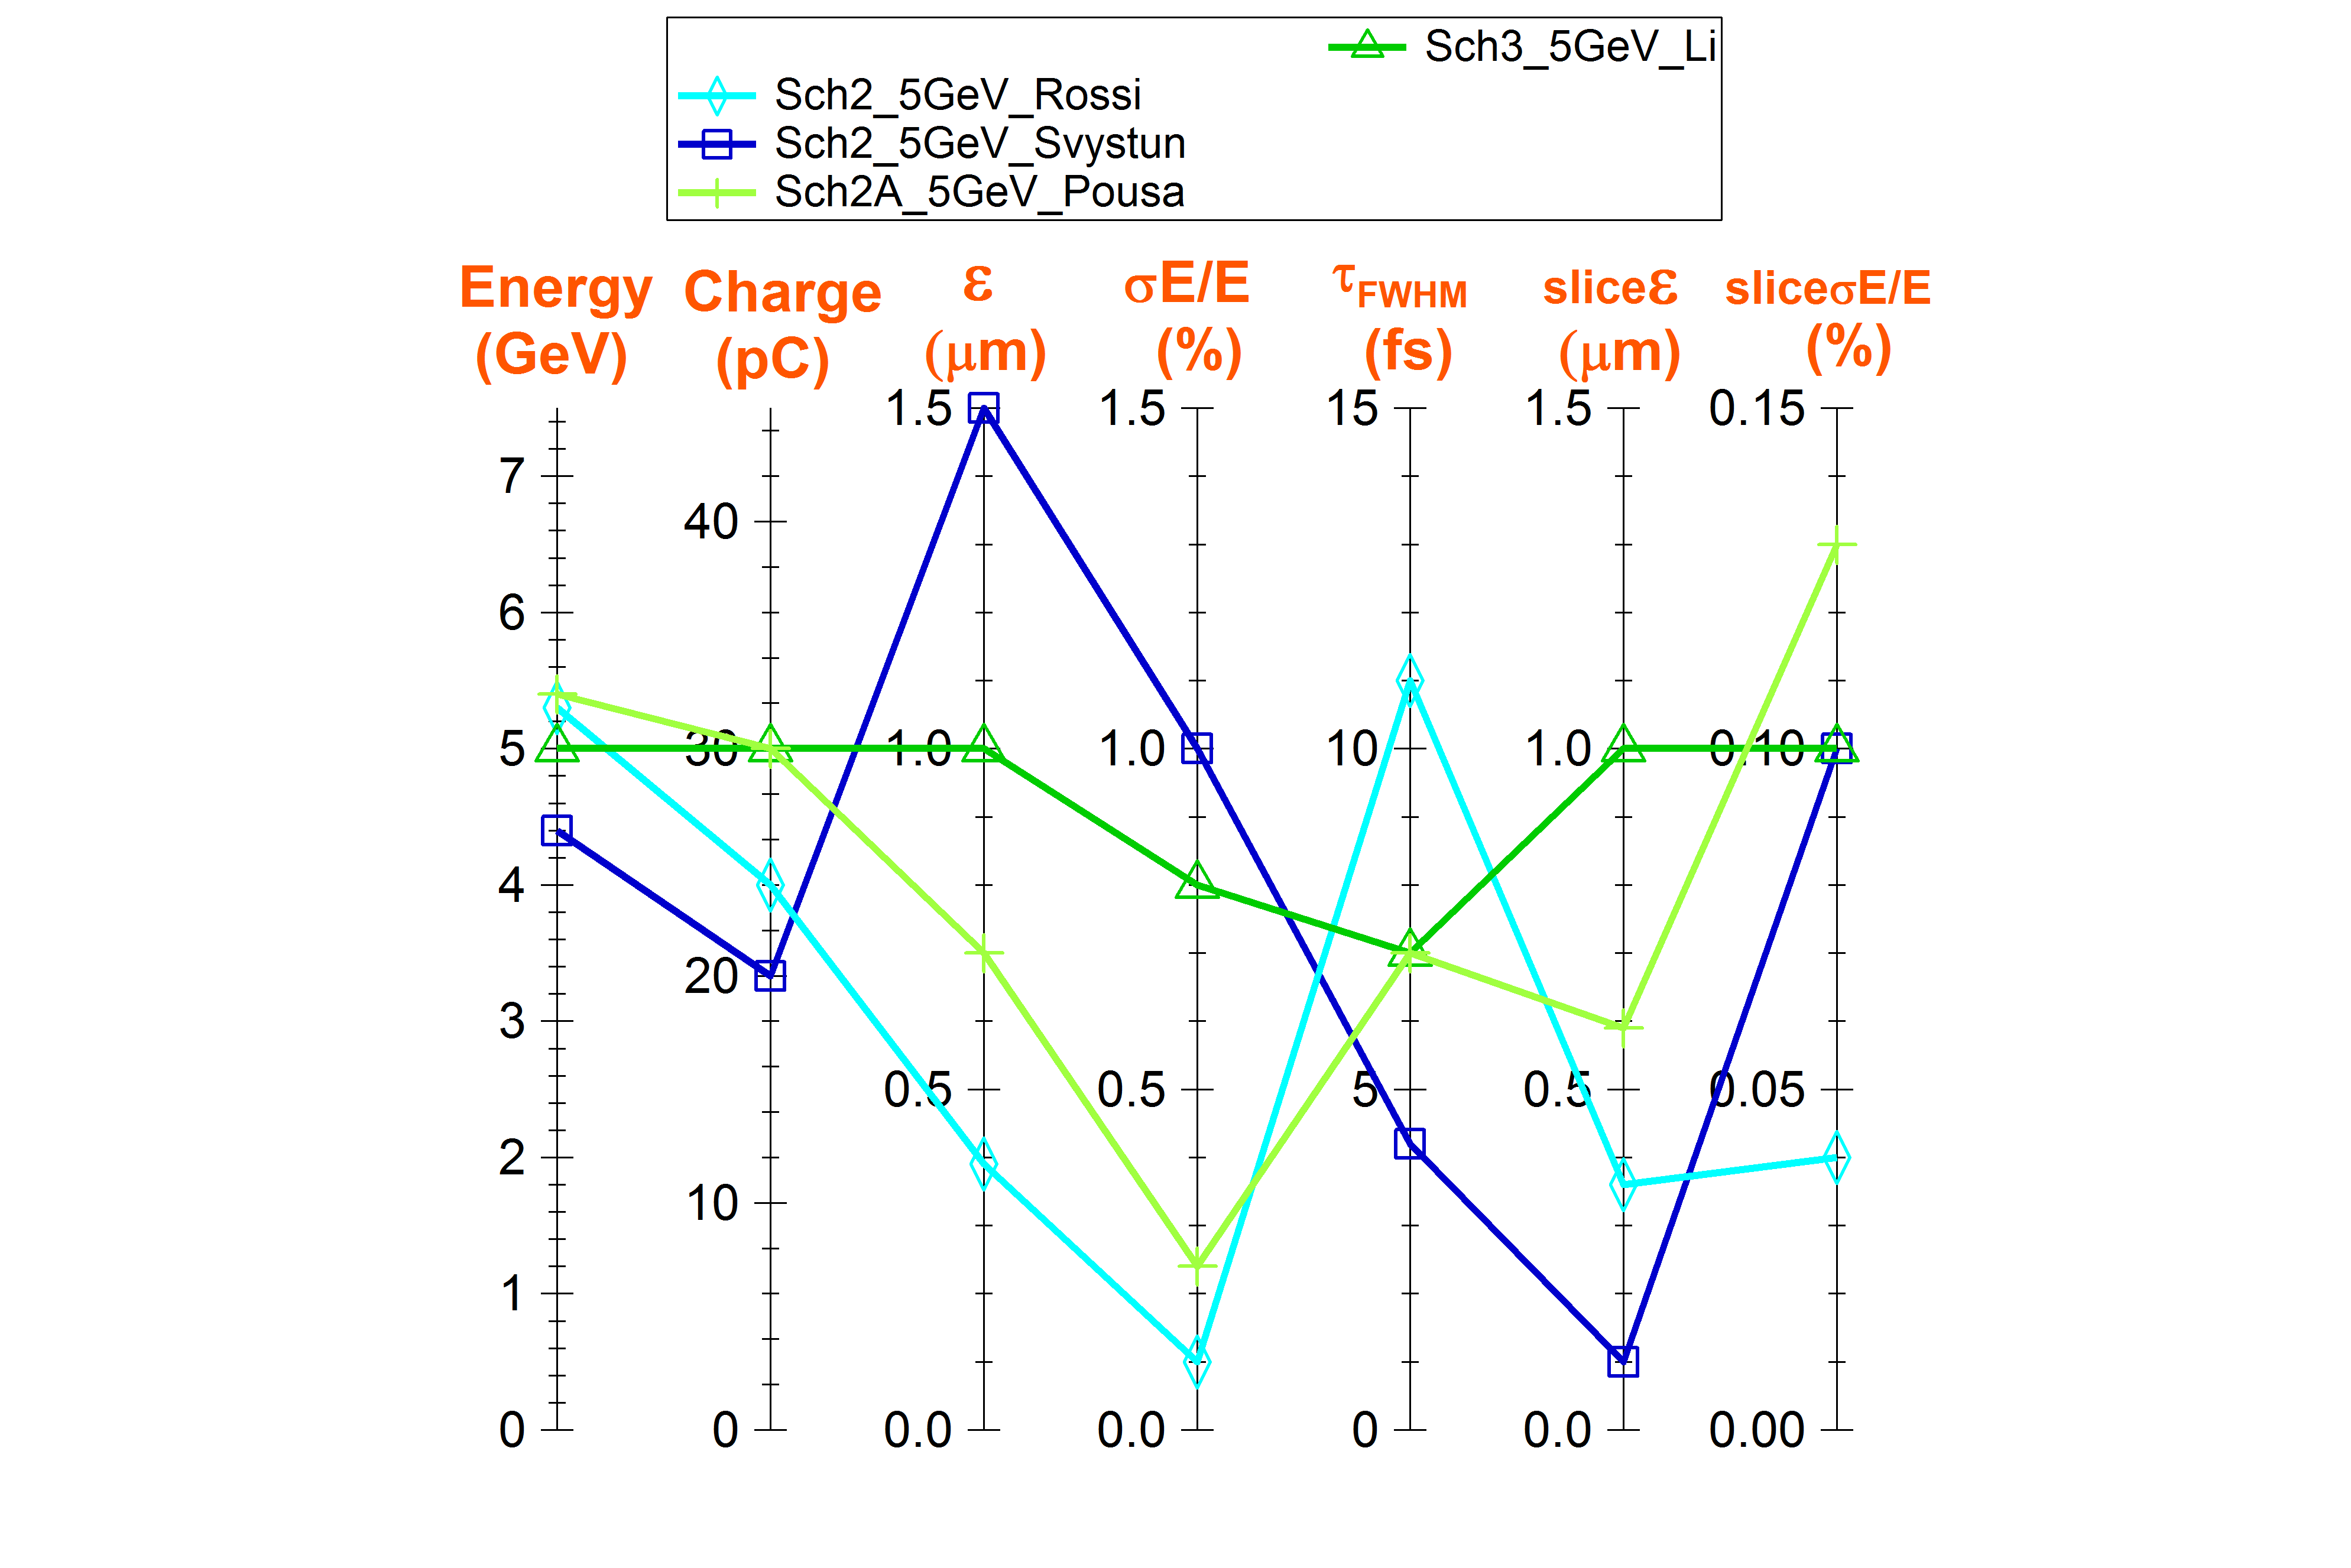 Sch3_5GeV_Li
Sch2_5GeV_Rossi
Sch2_5GeV_Svystun
Sch2A_5GeV_Pousa
Energy
(GeV)
Charge
(pC)
ε
(μm)
σE/E
(%)
τFWHM
(fs)
sliceε
(μm)
sliceσE/E
(%)
7
6
5
4
3
2
1
0
40
30
20
10
0
1.5
1.0
0.5
0.0
1.5
1.0
0.5
0.0
15
10
5
0
1.5
1.0
0.5
0.0
0.15
0.10
0.05
0.00